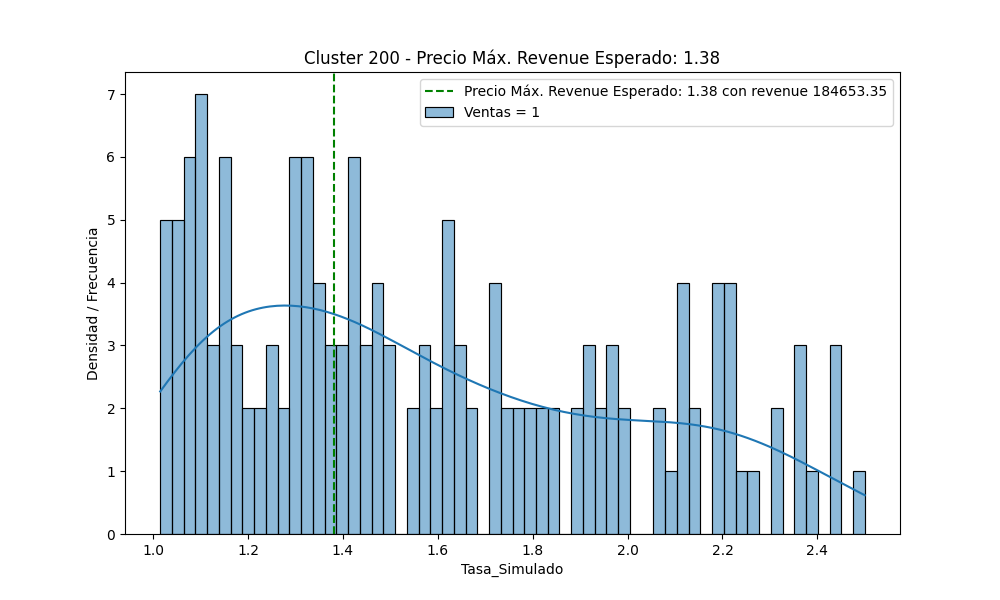 Cluster 200 - Precio Máx. Revenue Esperado: 1.38
Precio Máx. Revenue Esperado: 1.38 con revenue 184653.35
Ventas = 1
Densidad / Frecuencia
7
6
5
4
3
2
1
0
1.0 1.2 1.4 1.6 1.8 2.0 2.2 2.4
Tasa_Simulado